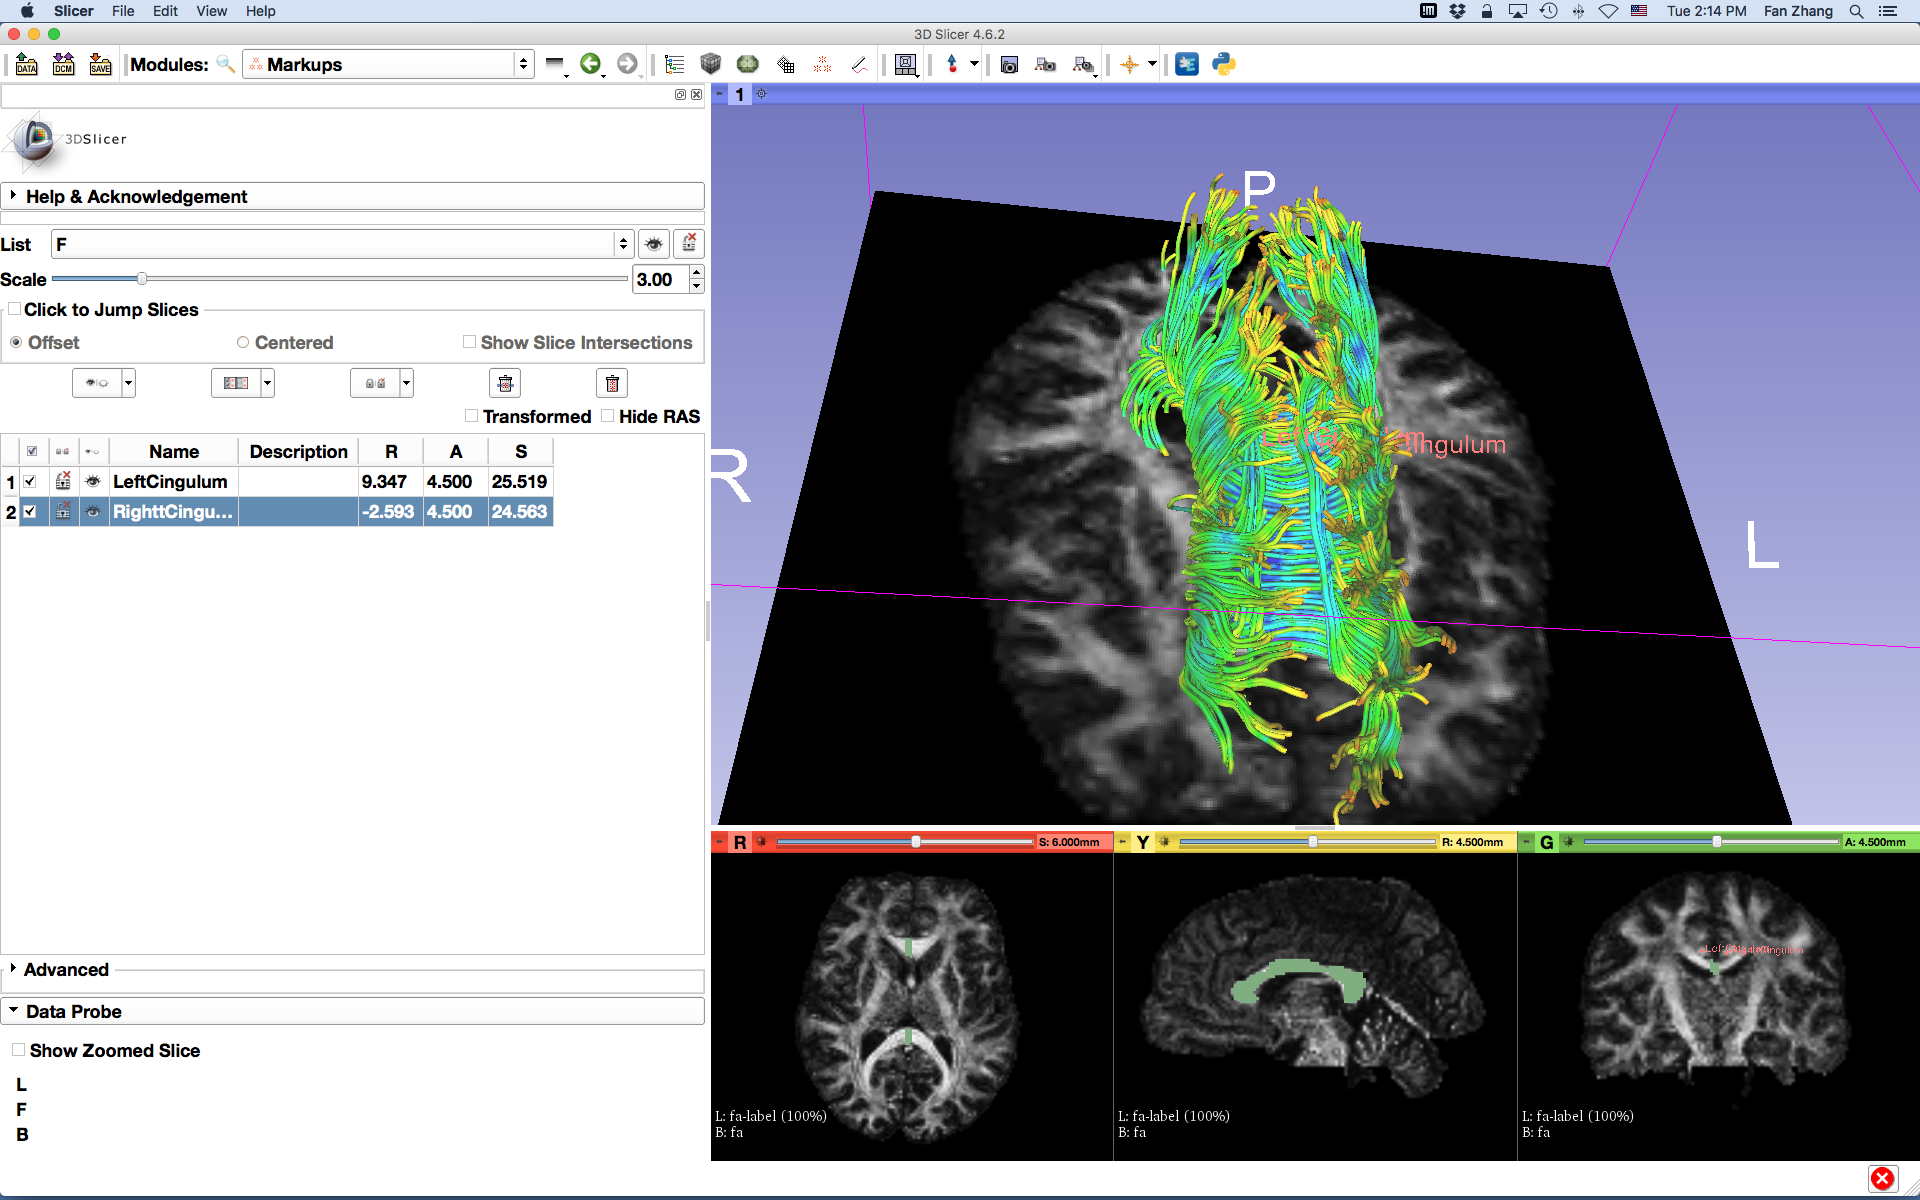 Slicer File Edit View Help Tue 2:14 PM Fan Zhang
3D Slicer 4.6.2
DATA DCM SAVE Modules: Markups
1
3DSlicer
Help & Acknowledgement
List F
Scale 3.00
Click to Jump Slices
Offset Centered Show Slice Intersections
Transformed Hide RAS
Name Description R A S
1 LeftCingulum 9.347 4.500 25.519
2 RighttCingu... -2.593 4.500 24.563
Advanced
Data Probe
Show Zoomed Slice
L
F
B
P
R
L
R S: 6.000mm
Y R: 4.500mm
G A: 4.500mm
L: fa-label (100%)
B: fa
L: fa-label (100%)
B: fa
L: fa-label (100%)
B: fa